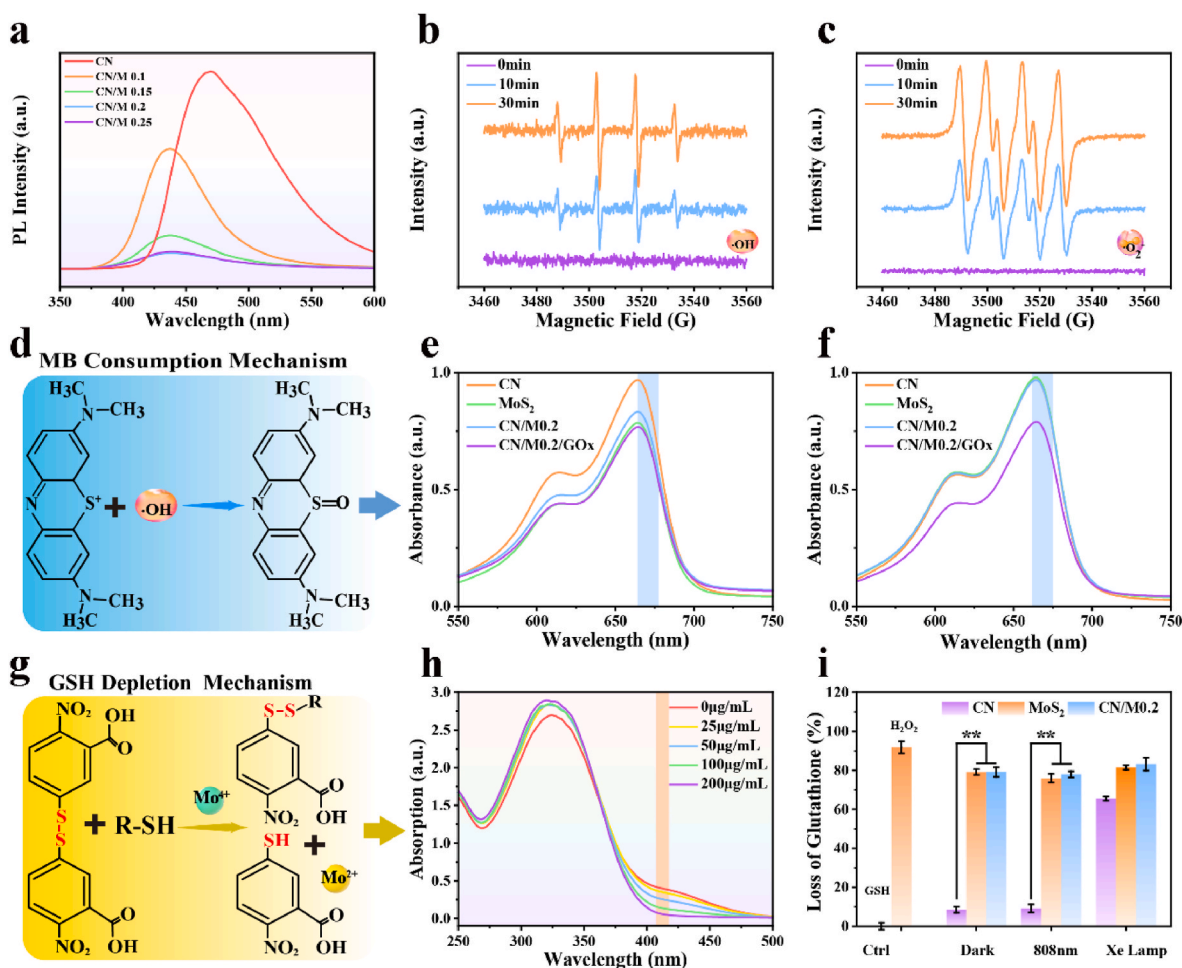 a
CN
CN/M 0.1
CN/M 0.15
CN/M 0.2
CN/M 0.25
PL Intensity (a.u.)
350 400 450 500 550 600
Wavelength (nm)
b
0min
10min
30min
Intensity (a.u.)
·OH
3460 3480 3500 3520 3540 3560
Magnetic Field (G)
c
0min
10min
30min
Intensity (a.u.)
·O₂⁻
3460 3480 3500 3520 3540 3560
Magnetic Field (G)
d
MB Consumption Mechanism
H3C
N
CH3
N
S⁺
+
·OH
N
CH3
H3C
H3C
N
CH3
N
S=O
N
CH3
H3C
e
CN
MoS₂
CN/M0.2
CN/M0.2/GOx
Absorbance (a.u.)
1.0
0.5
0.0
550 600 650 700 750
Wavelength (nm)
f
CN
MoS₂
CN/M0.2
CN/M0.2/GOx
Absorbance (a.u.)
1.0
0.5
0.0
550 600 650 700 750
Wavelength (nm)
g
GSH Depletion Mechanism
NO₂
OH
O
S-S
O
NO₂
OH
+
R-SH
Mo⁴⁺
S-S
R
O
NO₂
OH
SH
+
Mo²⁺
O
NO₂
OH
h
0μg/mL
25μg/mL
50μg/mL
100μg/mL
200μg/mL
Absorption (a.u.)
3.0
2.5
2.0
1.5
1.0
0.5
0.0
250 300 350 400 450 500
Wavelength (nm)
i
CN MoS₂ CN/M0.2
Loss of Glutathione (%)
120
100
80
60
40
20
0
H₂O₂
GSH
**
**
Ctrl Dark 808nm Xe Lamp